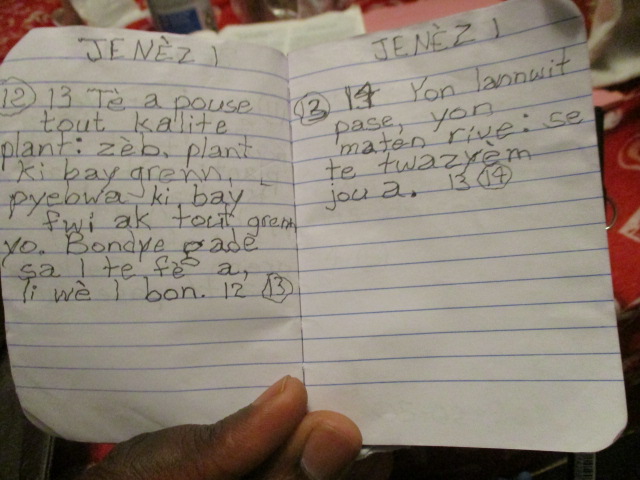 JENÈZ 1
12 13 Tè a pouse
tout kalite
plant: zèb, plant
ki bay grenn,
pyebwa ki bay
fwi ak tout grenn
yo. Bondye gade
sa l te fè a,
li wè l bon. 12 13
JENÈZ 1
13 14 Yon lannwit
pase, yon
maten rive: se
te twazyèm
jou a. 13 14